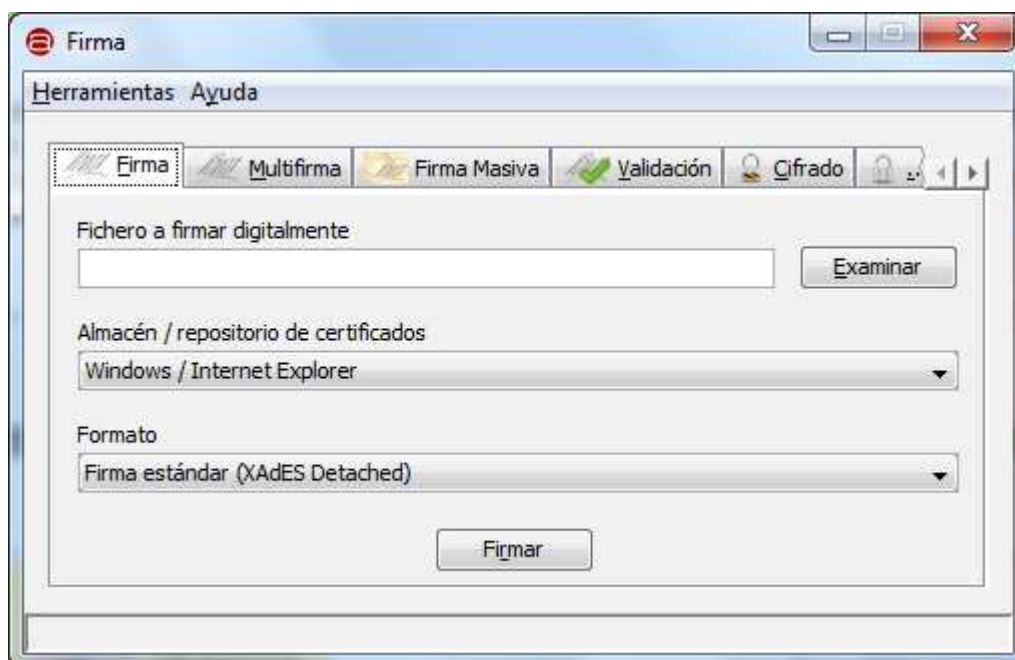 Firma
Herramientas Ayuda
Firma Multifirma Firma Masiva Validación Cifrado ..
Fichero a firmar digitalmente
Examinar
Almacén / repositorio de certificados
Windows / Internet Explorer
Formato
Firma estándar (XAdES Detached)
Firmar